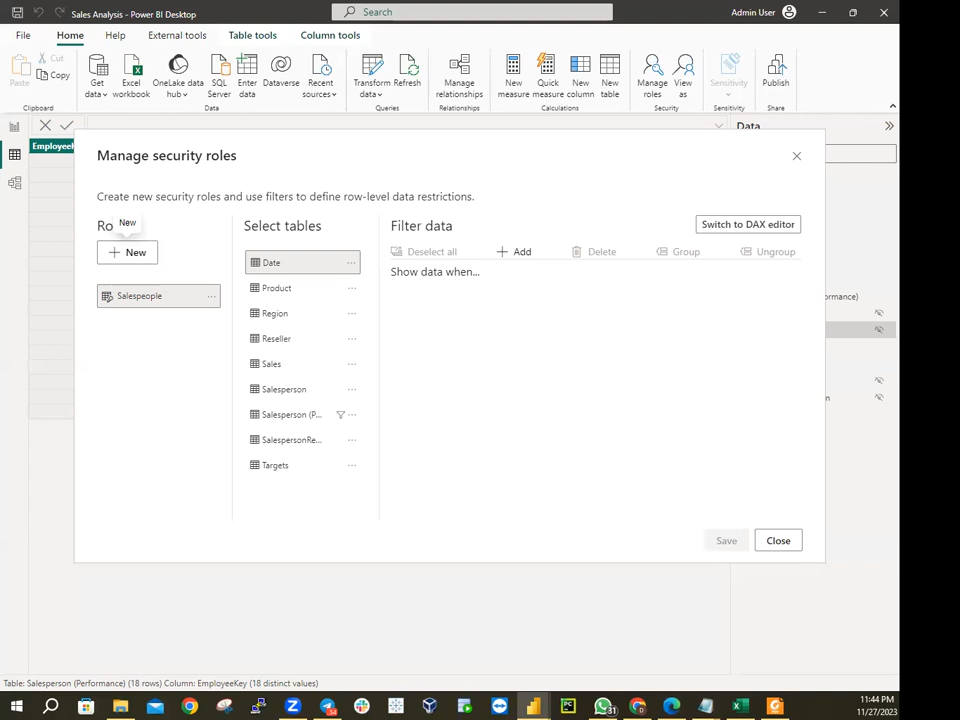 Sales Analysis - Power BI Desktop
Search
Admin User
File
Home
Help
External tools
Table tools
Column tools
Paste
Cut
Copy
Get data
Excel workbook
OneLake data hub
SQL Server
Enter data
Dataverse
Recent sources
Transform data
Refresh
Manage relationships
New measure
Quick measure
New column
New table
Manage roles
View as
Sensitivity
Publish
Clipboard
Data
Queries
Relationships
Calculations
Security
Sensitivity
Share
Data
Manage security roles
Create new security roles and use filters to define row-level data restrictions.
Ro
New
Select tables
Filter data
Switch to DAX editor
New
Deselect all
Add
Delete
Group
Ungroup
Show data when...
Salespeople
Date
Product
Region
Reseller
Sales
Salesperson
Salesperson (P...
SalespersonRe...
Targets
Save
Close
Table: Salesperson (Performance) (18 rows) Column: EmployeeKey (18 distinct values)
31
11:44 PM
11/27/2023